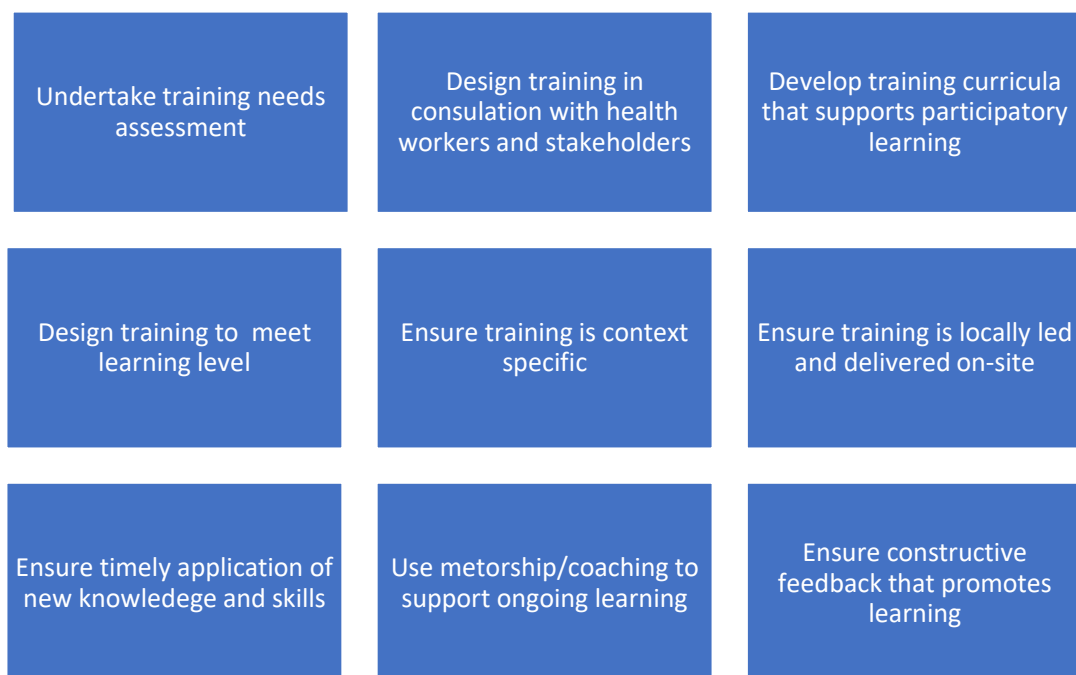 Undertake training needs
assessment
Design training in
consulation with health
workers and stakeholders
Develop training curricula
that supports participatory
learning
Design training to  meet
learning level
Ensure training is context
specific
Ensure training is locally led
and delivered on-site
Ensure timely application of
new knowledege and skills
Use metorship/coaching to
support ongoing learning
Ensure constructive
feedback that promotes
learning